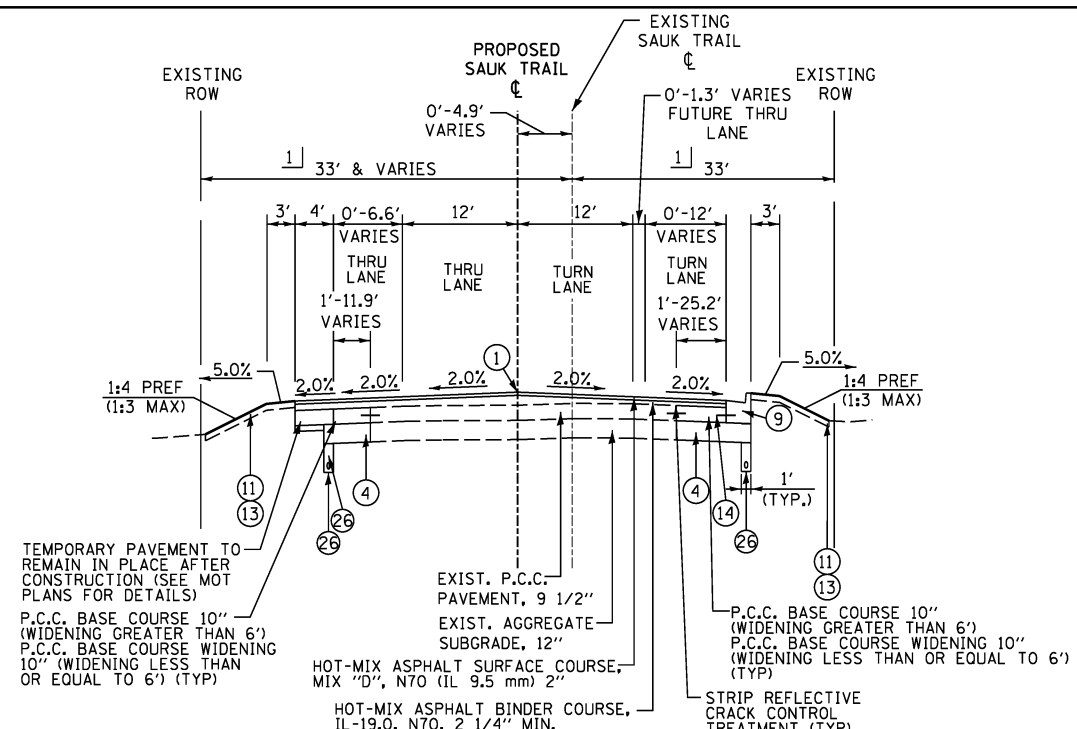 EXISTING
SAUK TRAIL
℄
PROPOSED
SAUK TRAIL
℄
EXISTING
ROW
EXISTING
ROW
0'-4.9'
VARIES
0'-1.3' VARIES
FUTURE THRU
LANE
1
33' & VARIES
1
33'
3'
4'
0'-6.6'
VARIES
12'
12'
0'-12'
VARIES
3'
THRU
LANE
THRU
LANE
TURN
LANE
TURN
LANE
1'-11.9'
VARIES
1'-25.2'
VARIES
1
5.0%
2.0%
2.0%
2.0%
2.0%
2.0%
5.0%
1:4 PREF
(1:3 MAX)
1:4 PREF
(1:3 MAX)
9
11
13
4
26
26
4
14
26
1'
(TYP.)
11
13
TEMPORARY PAVEMENT TO
REMAIN IN PLACE AFTER
CONSTRUCTION (SEE MOT
PLANS FOR DETAILS)
P.C.C. BASE COURSE 10''
(WIDENING GREATER THAN 6')
P.C.C. BASE COURSE WIDENING
10'' (WIDENING LESS THAN
OR EQUAL TO 6') (TYP)
EXIST. P.C.C.
PAVEMENT, 9 1/2''
EXIST. AGGREGATE
SUBGRADE, 12''
HOT-MIX ASPHALT SURFACE COURSE,
MIX "D", N70 (IL 9.5 mm) 2''
HOT-MIX ASPHALT BINDER COURSE,
IL-19.0, N70, 2 1/4'' MIN.
P.C.C. BASE COURSE 10''
(WIDENING GREATER THAN 6')
P.C.C. BASE COURSE WIDENING 10''
(WIDENING LESS THAN OR EQUAL TO 6')
(TYP)
STRIP REFLECTIVE
CRACK CONTROL
TREATMENT (TYP)